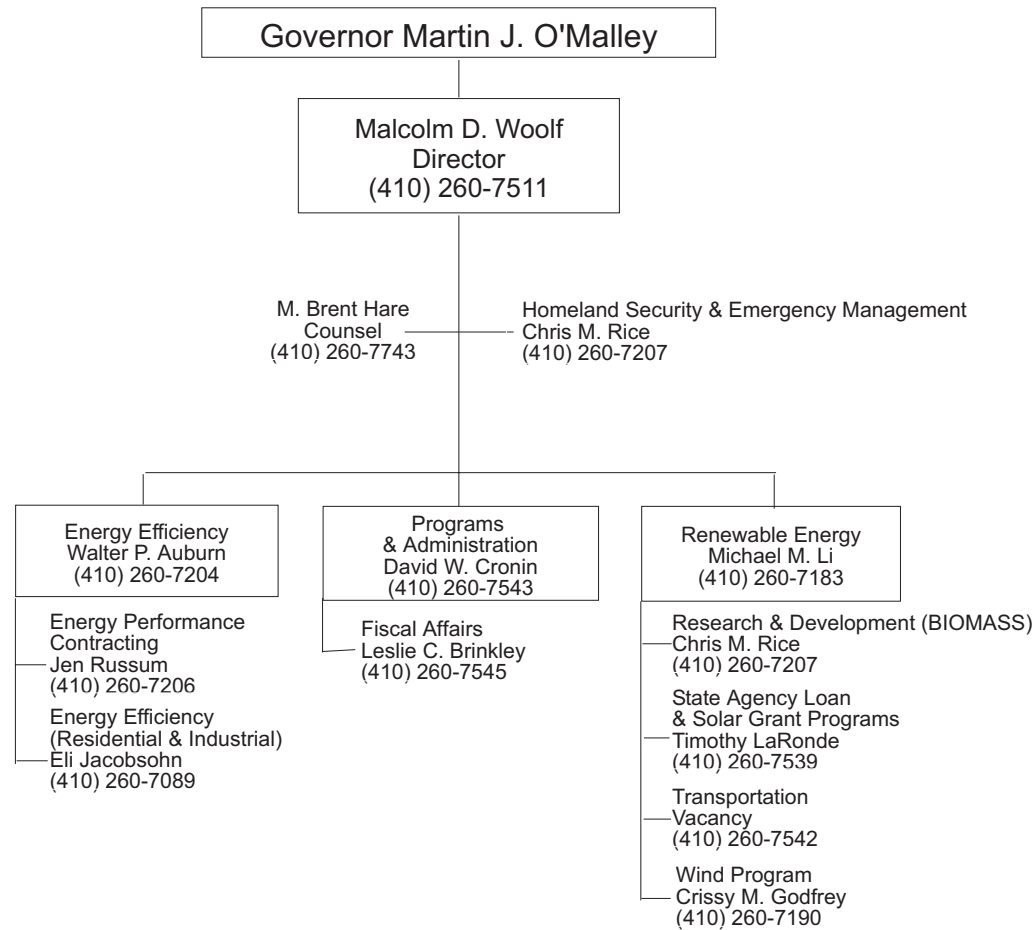 Governor Martin J. O'Malley
Malcolm D. Woolf
Director
(410) 260-7511
M. Brent Hare
Counsel
(410) 260-7743
Homeland Security & Emergency Management
Chris M. Rice
(410) 260-7207
Energy Efficiency
Walter P. Auburn
(410) 260-7204
Energy Performance
Contracting
Jen Russum
(410) 260-7206
Energy Efficiency
(Residential & Industrial)
Eli Jacobsohn
(410) 260-7089
Programs
& Administration
David W. Cronin
(410) 260-7543
Fiscal Affairs
Leslie C. Brinkley
(410) 260-7545
Renewable Energy
Michael M. Li
(410) 260-7183
Research & Development (BIOMASS)
Chris M. Rice
(410) 260-7207
State Agency Loan
& Solar Grant Programs
Timothy LaRonde
(410) 260-7539
Transportation
Vacancy
(410) 260-7542
Wind Program
Crissy M. Godfrey
(410) 260-7190